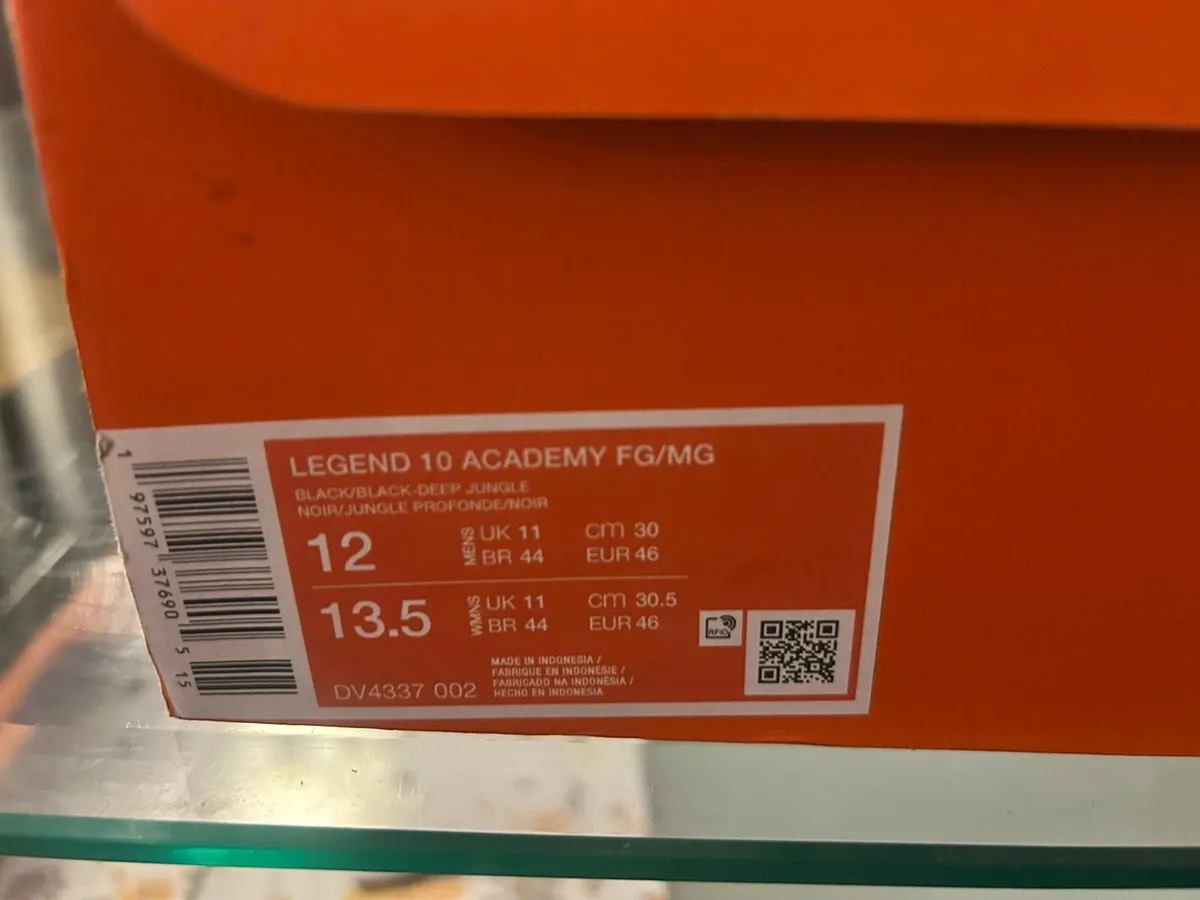 LEGEND 10 ACADEMY FG/MG
BLACK/BLACK-DEEP JUNGLE
NOIR/JUNGLE PROFONDE/NOIR
12 MENS UK 11 cm 30
BR 44 EUR 46
13.5 WMNS UK 11 cm 30.5
BR 44 EUR 46
RFID
MADE IN INDONESIA /
FABRIQUE EN INDONESIE /
FABRICADO NA INDONÉSIA /
HECHO EN INDONESIA
DV4337 002
1 97597 37690 5 15